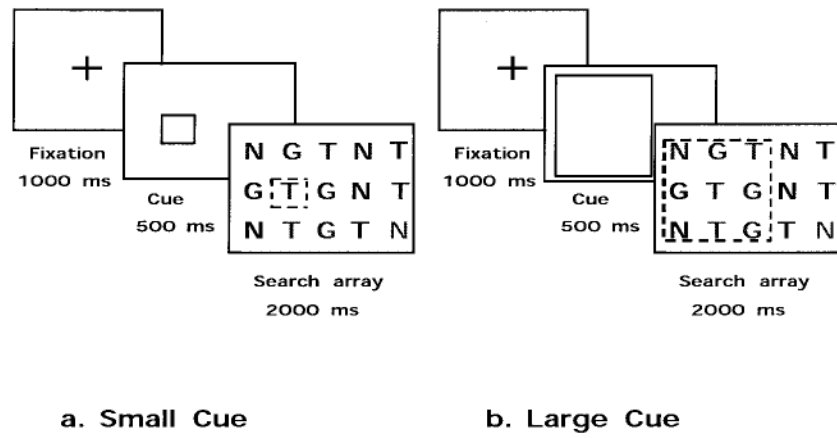 Fixation
1000 ms
Cue
500 ms
N G T N T
G T G N T
N T G T N
Search array
2000 ms
a. Small Cue
Fixation
1000 ms
Cue
500 ms
N G T N T
G T G N T
N T G T N
Search array
2000 ms
b. Large Cue